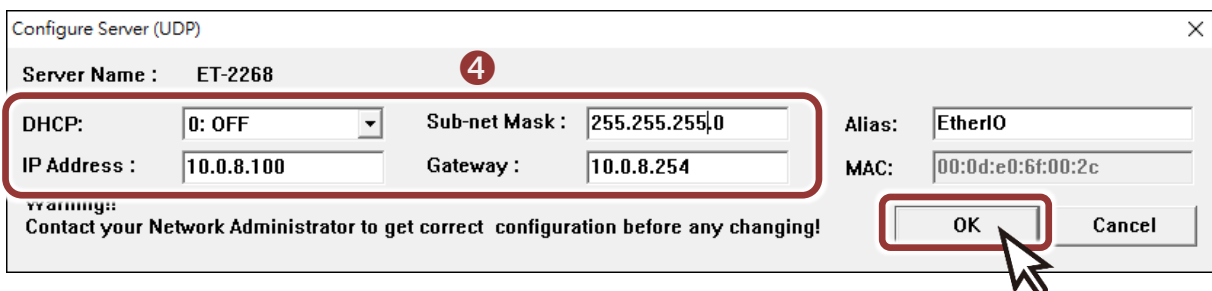 Configure Server (UDP)
Server Name : ET-2268
4
DHCP: 0: OFF Sub-net Mask : 255.255.255.0 Alias: EtherIO
IP Address : 10.0.8.100 Gateway : 10.0.8.254 MAC: 00:0d:e0:6f:00:2c
Warning!!
Contact your Network Administrator to get correct configuration before any changing!
OK Cancel